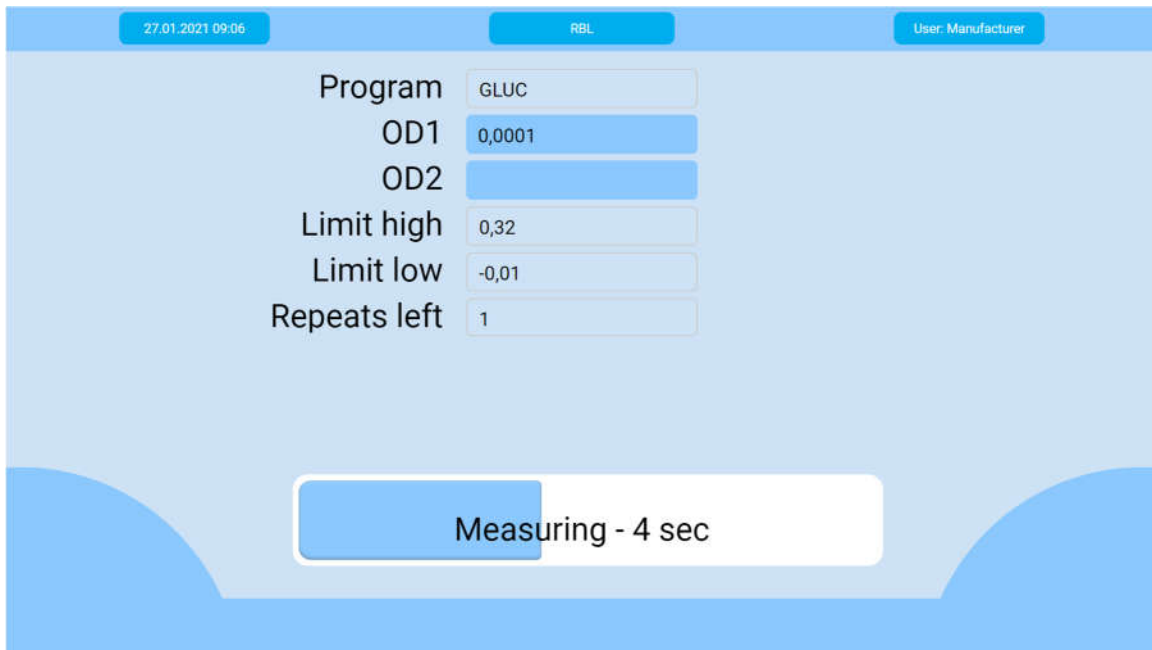 27.01.2021 09:06 RBL User: Manufacturer
Program GLUC
OD1 0,0001
OD2
Limit high 0,32
Limit low -0,01
Repeats left 1
Measuring - 4 sec